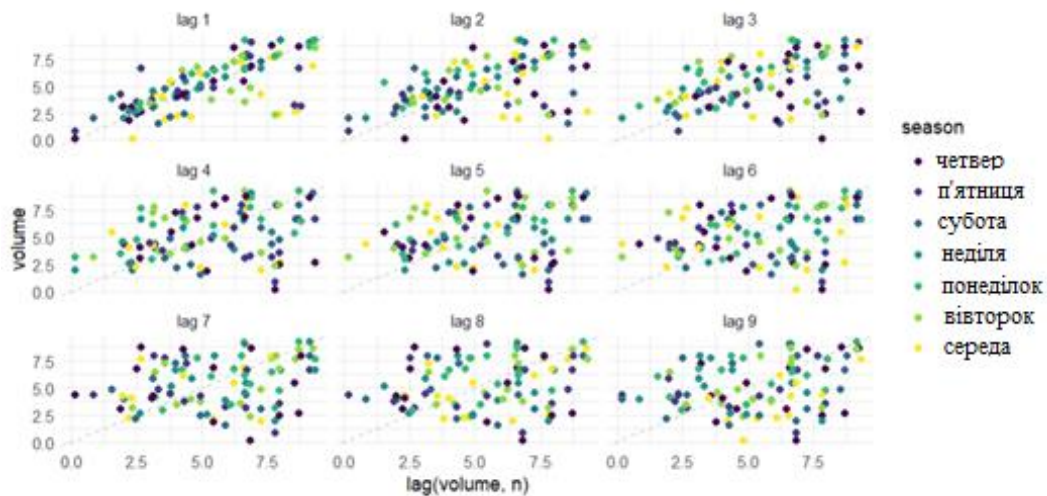 lag 1 lag 2 lag 3
7.5
5.0
2.5
0.0
lag 4 lag 5 lag 6
7.5
5.0
2.5
0.0
lag 7 lag 8 lag 9
7.5
5.0
2.5
0.0
0.0 2.5 5.0 7.5 0.0 2.5 5.0 7.5 0.0 2.5 5.0 7.5
lag(volume, n)
volume
season
четвер
п'ятниця
субота
неділя
понеділок
вівторок
середа